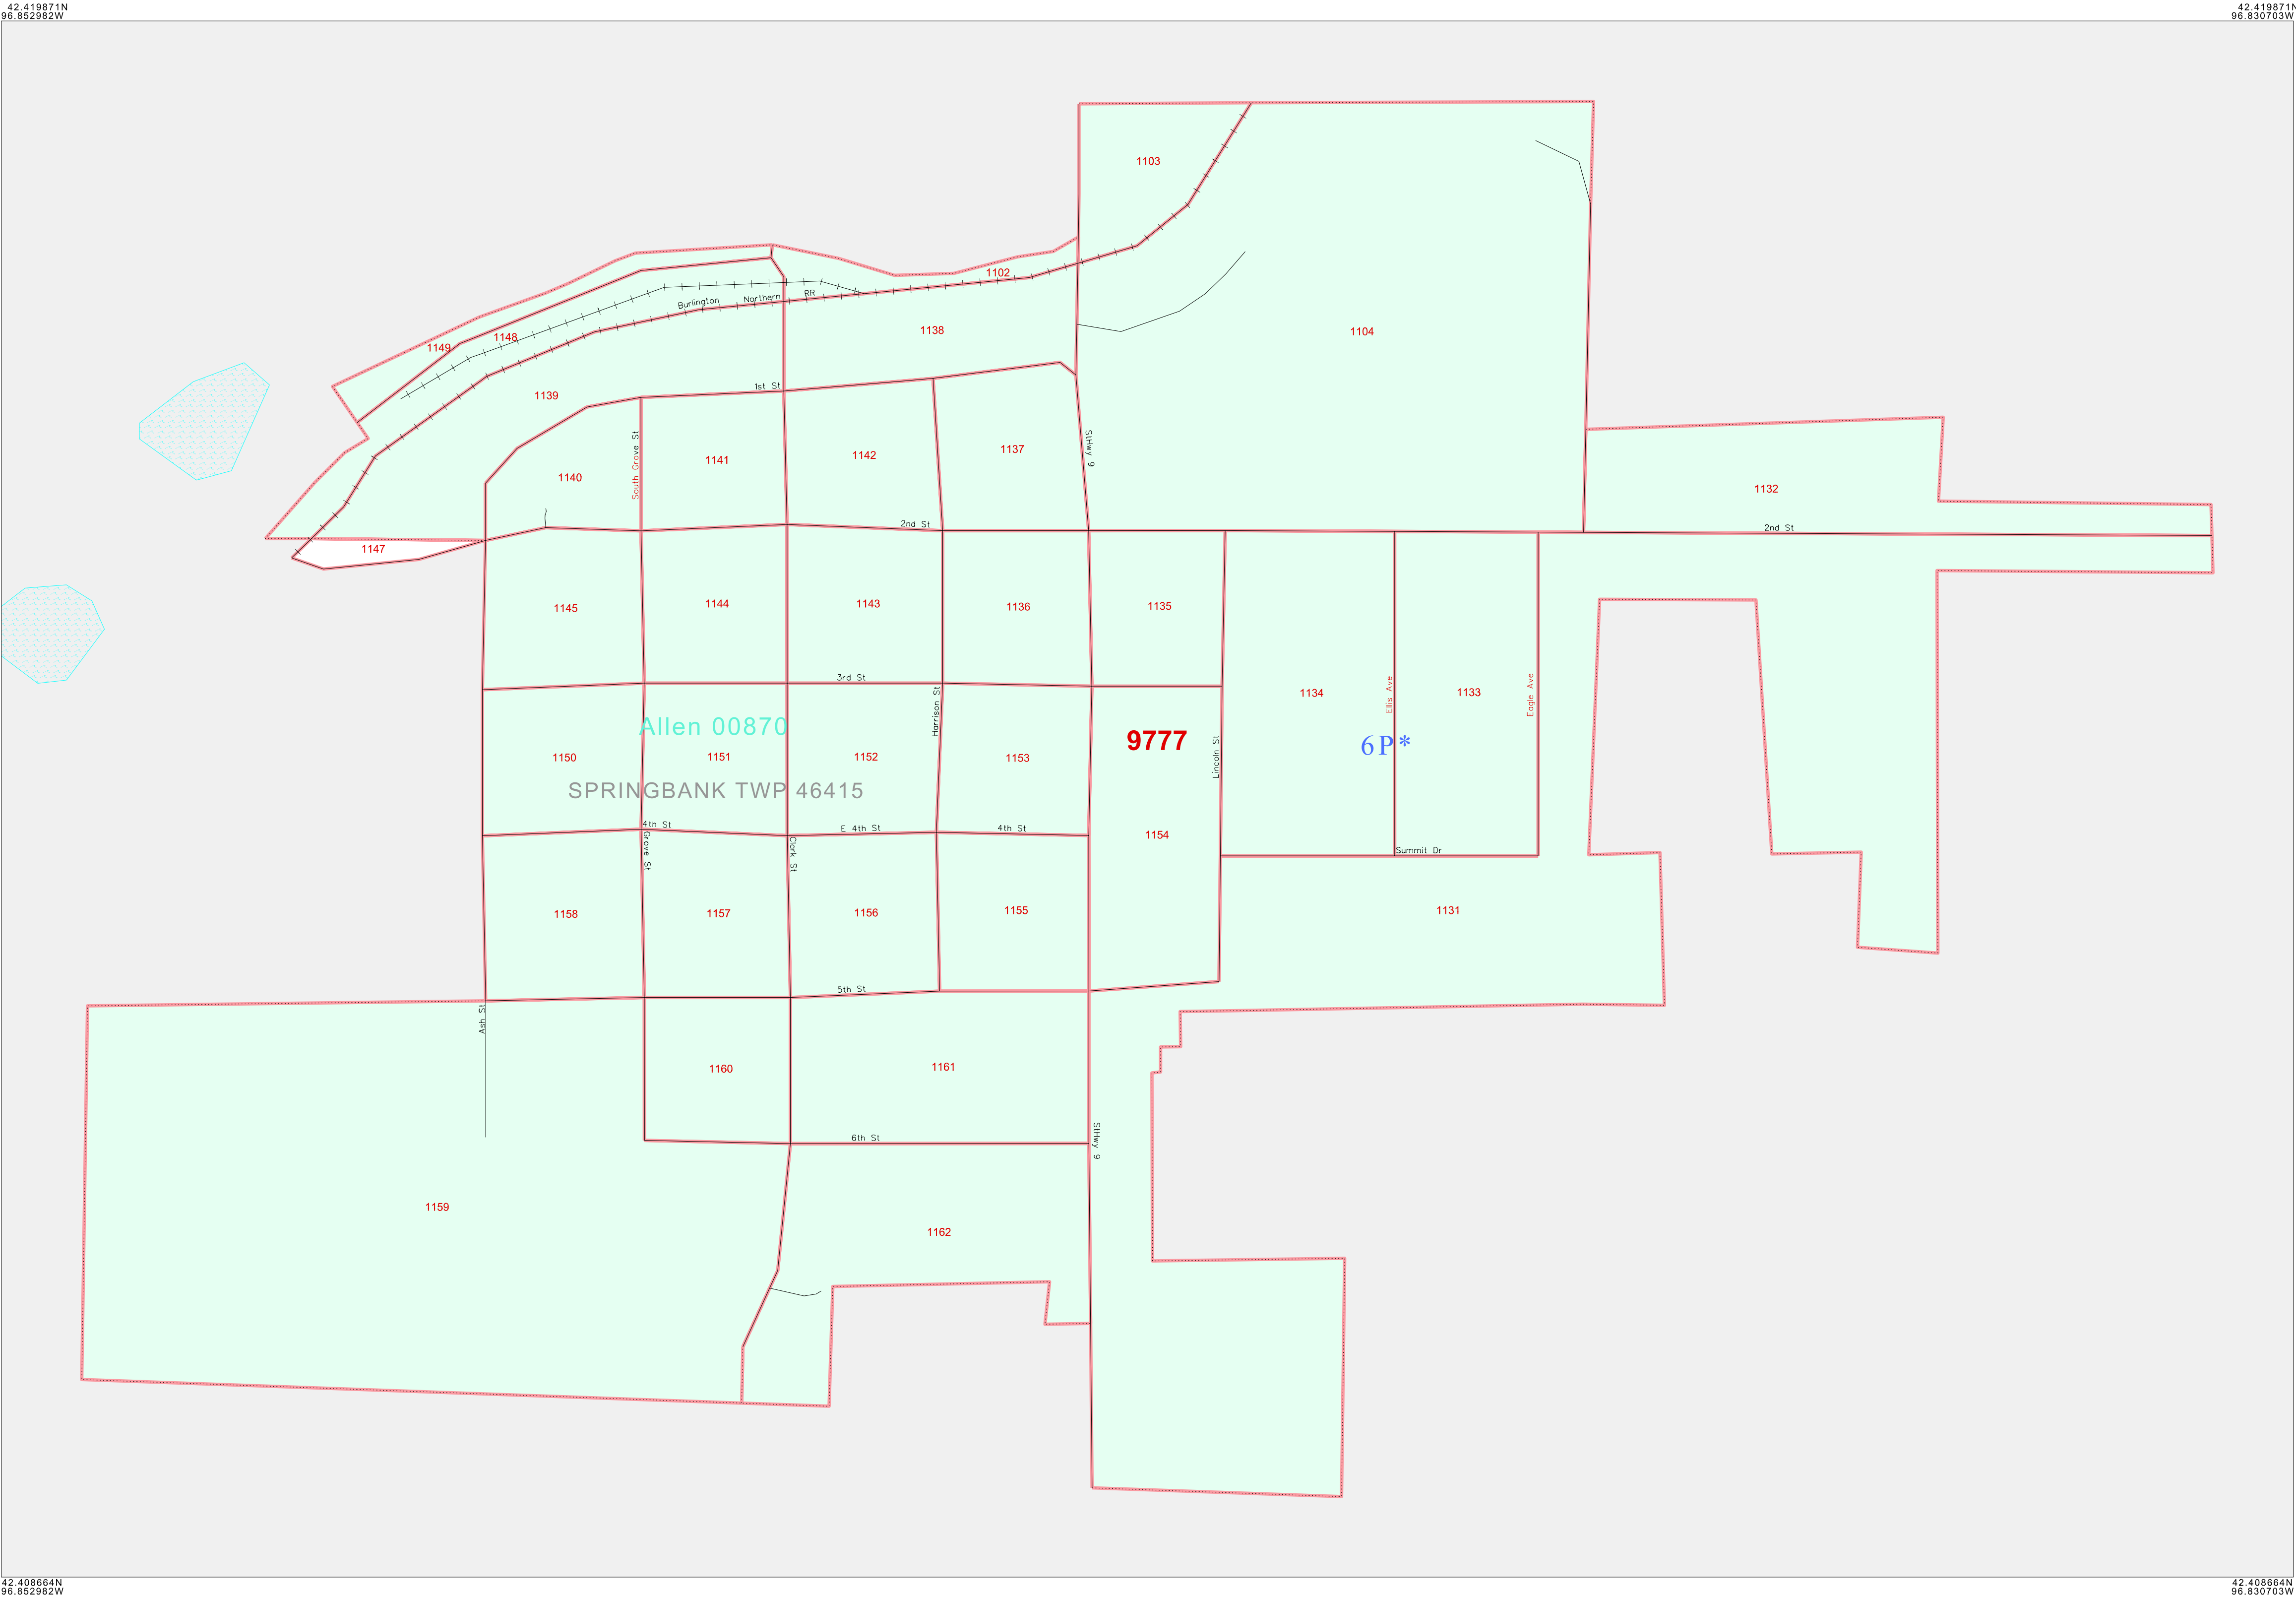 42.419871N
96.852982W
42.419871N
96.830703W
1103
1102
Burlington Northern RR
1138
1104
1149
1148
1st St
1139
South Grove St
1140
1141
1142
1137
StHwy 9
1132
2nd St
2nd St
1147
1145
1144
1143
1136
1135
3rd St
Harrison St
1134
Ellis Ave
1133
Eagle Ave
Allen 00870
9777
6P*
Lincoln St
1150
1151
1152
1153
SPRINGBANK TWP 46415
4th St
E 4th St
4th St
1154
Grove St
Clark St
Summit Dr
1158
1157
1156
1155
1131
5th St
Ash St
1160
1161
6th St
StHwy 9
1159
1162
42.408664N
96.852982W
42.408664N
96.830703W